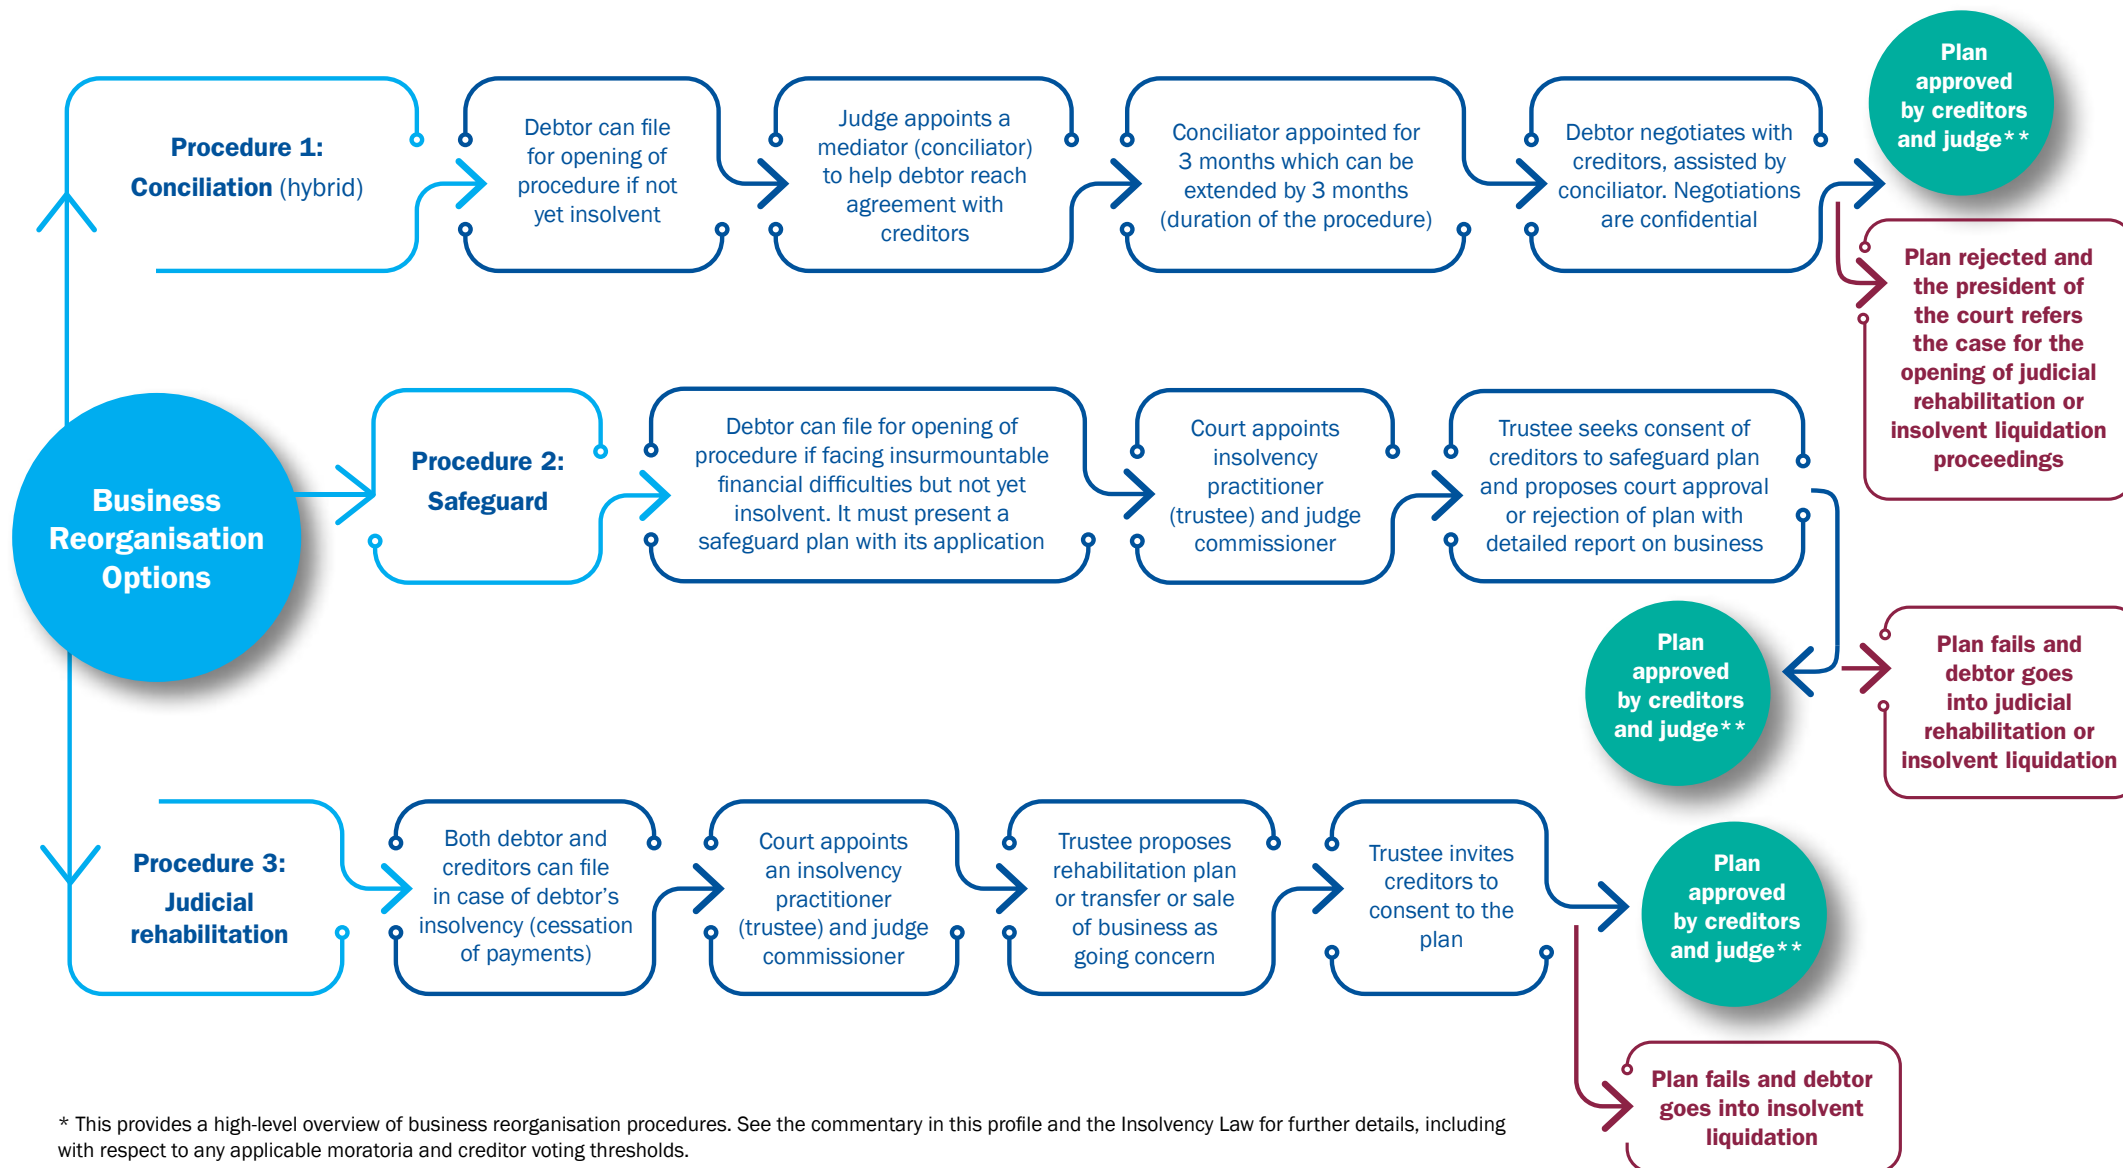 Business
Reorganisation
Options
Procedure 1:
Conciliation (hybrid)
Debtor can file
for opening of
procedure if not
yet insolvent
Judge appoints a
mediator (conciliator)
to help debtor reach
agreement with
creditors
Conciliator appointed for
3 months which can be
extended by 3 months
(duration of the procedure)
Debtor negotiates with
creditors, assisted by
conciliator. Negotiations
are confidential
Plan
approved
by creditors
and judge**
Plan rejected and
the president of
the court refers
the case for the
opening of judicial
rehabilitation or
insolvent liquidation
proceedings
Procedure 2:
Safeguard
Debtor can file for opening of
procedure if facing insurmountable
financial difficulties but not yet
insolvent. It must present a
safeguard plan with its application
Court appoints
insolvency
practitioner
(trustee) and judge
commissioner
Trustee seeks consent of
creditors to safeguard plan
and proposes court approval
or rejection of plan with
detailed report on business
Plan
approved
by creditors
and judge**
Plan fails and
debtor goes
into judicial
rehabilitation or
insolvent liquidation
Procedure 3:
Judicial
rehabilitation
Both debtor and
creditors can file
in case of debtor's
insolvency (cessation
of payments)
Court appoints
an insolvency
practitioner
(trustee) and judge
commissioner
Trustee proposes
rehabilitation plan
or transfer or sale
of business as
going concern
Trustee invites
creditors to
consent to the
plan
Plan
approved
by creditors
and judge**
Plan fails and debtor
goes into insolvent
liquidation
* This provides a high-level overview of business reorganisation procedures. See the commentary in this profile and the Insolvency Law for further details, including
with respect to any applicable moratoria and creditor voting thresholds.